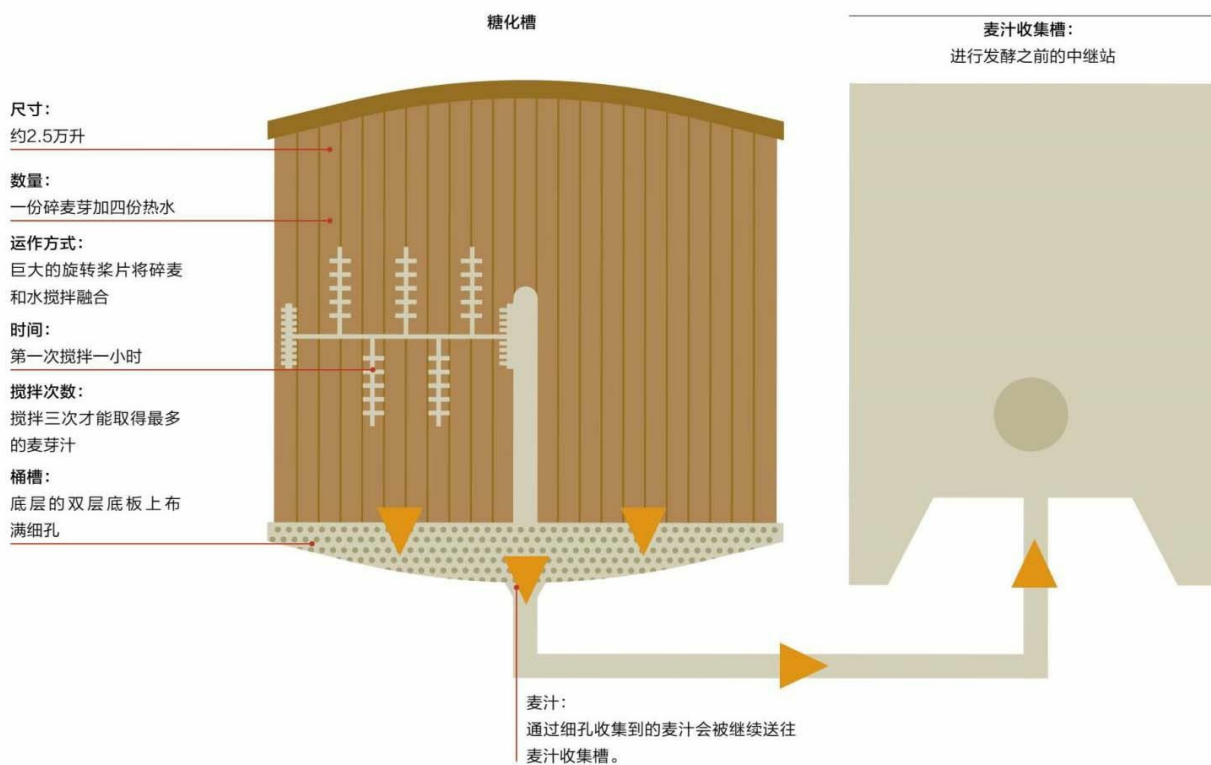 糖化槽
麦汁收集槽：
进行发酵之前的中继站
尺寸：
约2.5万升
数量：
一份碎麦芽加四份热水
运作方式：
巨大的旋转桨片将碎麦
和水搅拌融合
时间：
第一次搅拌一小时
搅拌次数：
搅拌三次才能取得最多
的麦芽汁
桶槽：
底层的双层底板上布
满细孔
麦汁：
通过细孔收集到的麦汁会被继续送往
麦汁收集槽。